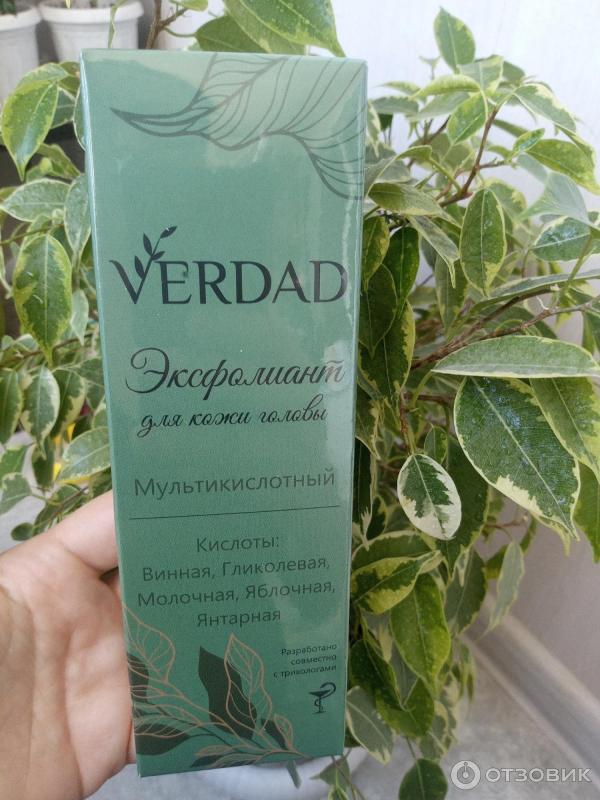 VERDAD
Эксфолиант
для кожи головы
Мультикислотный
Кислоты:
Винная, Гликолевая,
Молочная, Яблочная,
Янтарная
Разработано
совместно
с трихологами
ОТЗОВИК